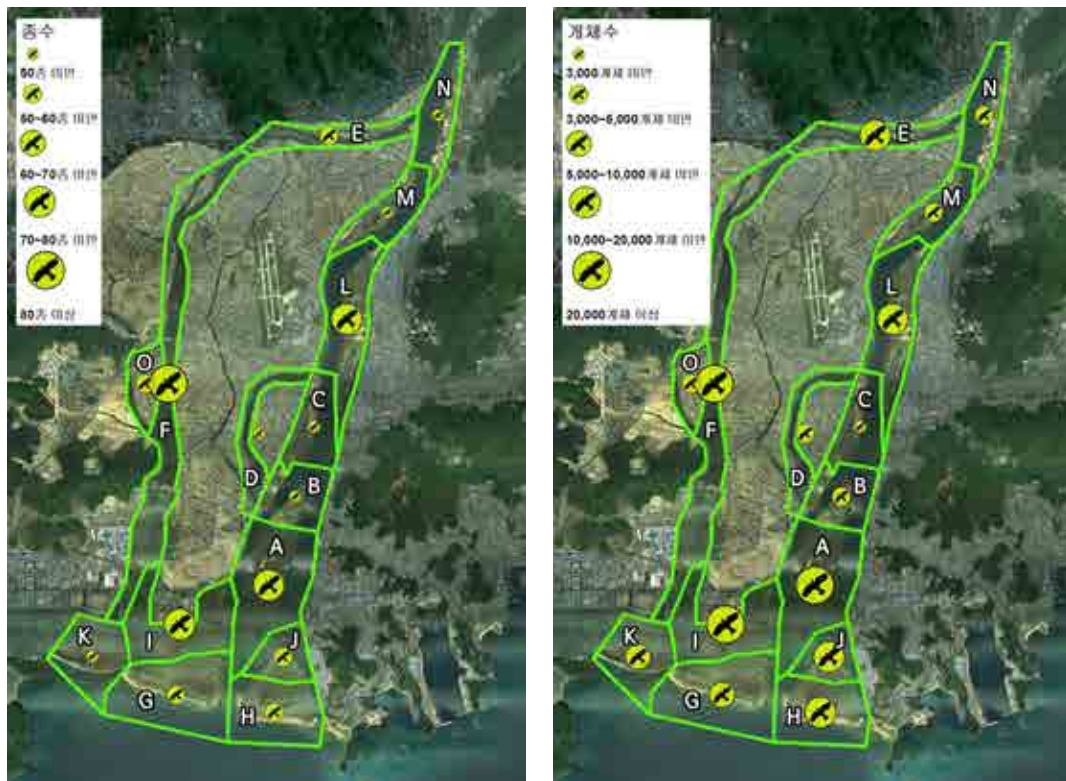 종수
50종 미만
50~60종 미만
60~70종 미만
70~80종 미만
80종 이상
N
E
M
L
O
C
F
D
B
A
K
I
J
G
H
개체수
3,000개체 미만
3,000~5,000개체 미만
5,000~10,000개체 미만
10,000~20,000개체 미만
20,000개체 이상
N
E
M
L
O
C
F
D
B
A
K
I
J
G
H